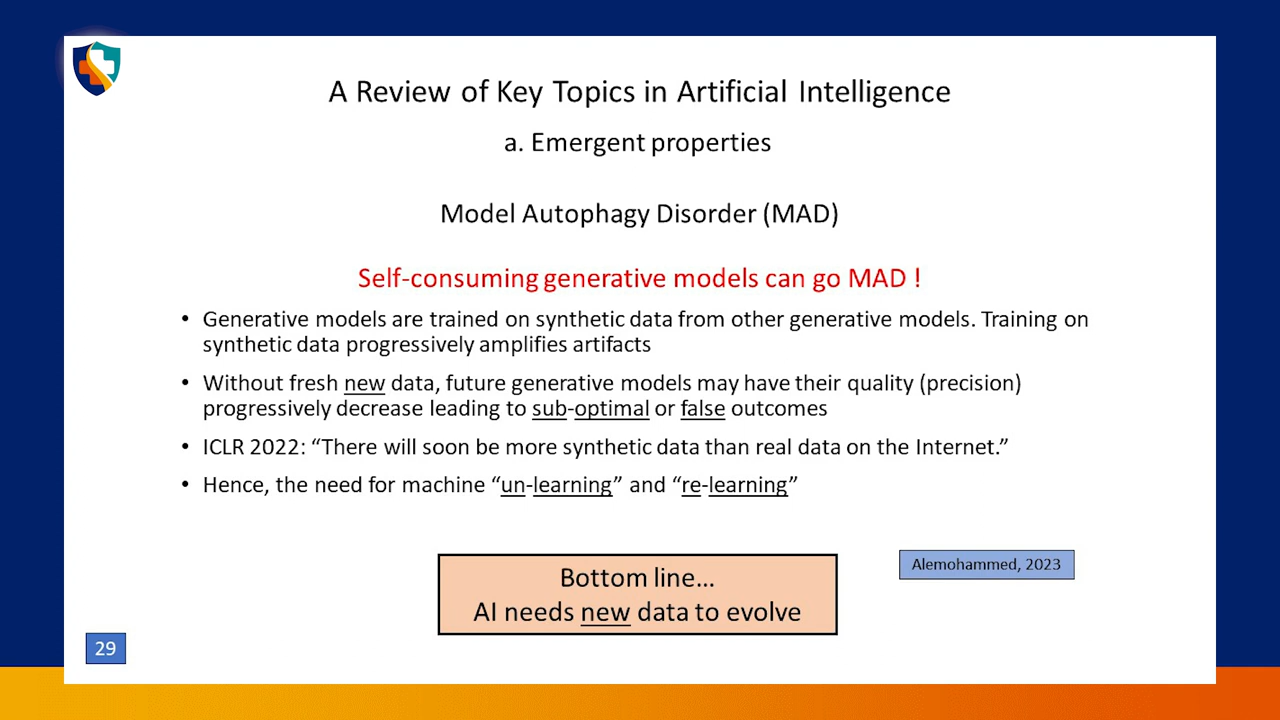 A Review of Key Topics in Artificial Intelligence
a. Emergent properties
Model Autophagy Disorder (MAD)
Self-consuming generative models can go MAD !
• Generative models are trained on synthetic data from other generative models. Training on
synthetic data progressively amplifies artifacts
• Without fresh new data, future generative models may have their quality (precision)
progressively decrease leading to sub-optimal or false outcomes
• ICLR 2022: “There will soon be more synthetic data than real data on the Internet.”
• Hence, the need for machine “un-learning” and “re-learning”
Alemohammed, 2023
Bottom line...
AI needs new data to evolve
29